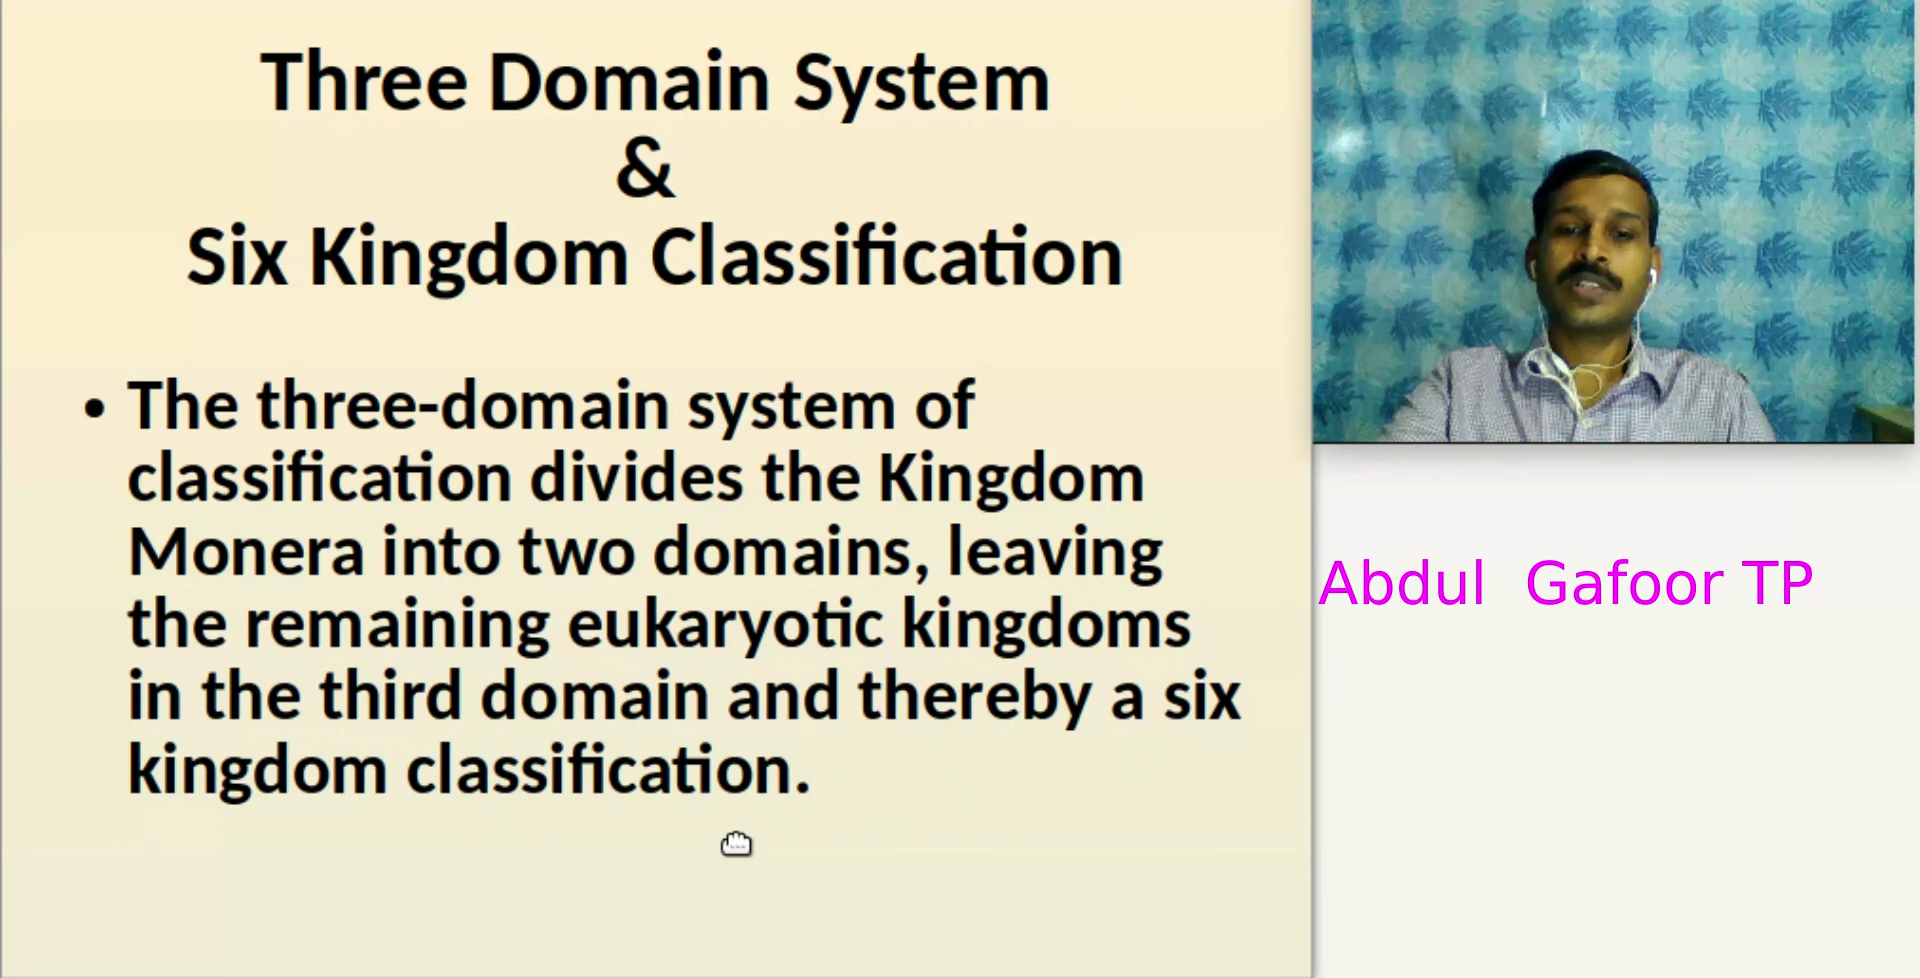 Three Domain System
&
Six Kingdom Classification
• The three-domain system of
classification divides the Kingdom
Monera into two domains, leaving
the remaining eukaryotic kingdoms
in the third domain and thereby a six
kingdom classification.
Abdul  Gafoor TP